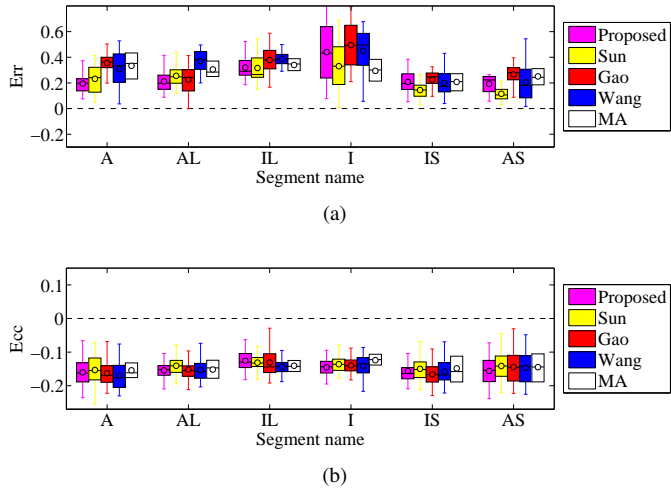 0.6
0.4
0.2
0
−0.2
Err
A AL IL I IS AS
Segment name
Proposed
Sun
Gao
Wang
MA
(a)
0.1
0
−0.1
−0.2
Ecc
A AL IL I IS AS
Segment name
Proposed
Sun
Gao
Wang
MA
(b)